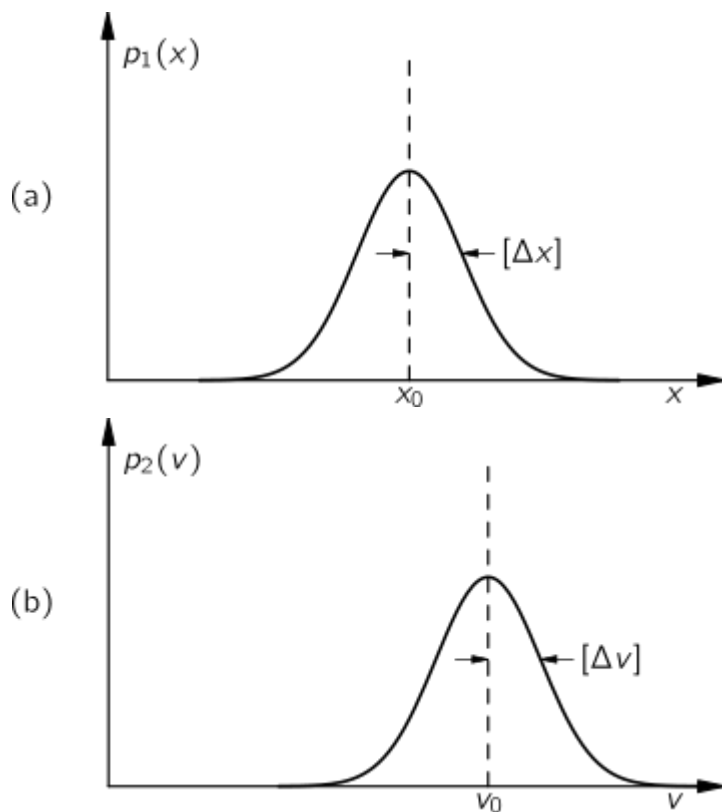 p₁(x)
(a)
[Δx]
x₀
x
p₂(v)
(b)
[Δv]
v₀
v